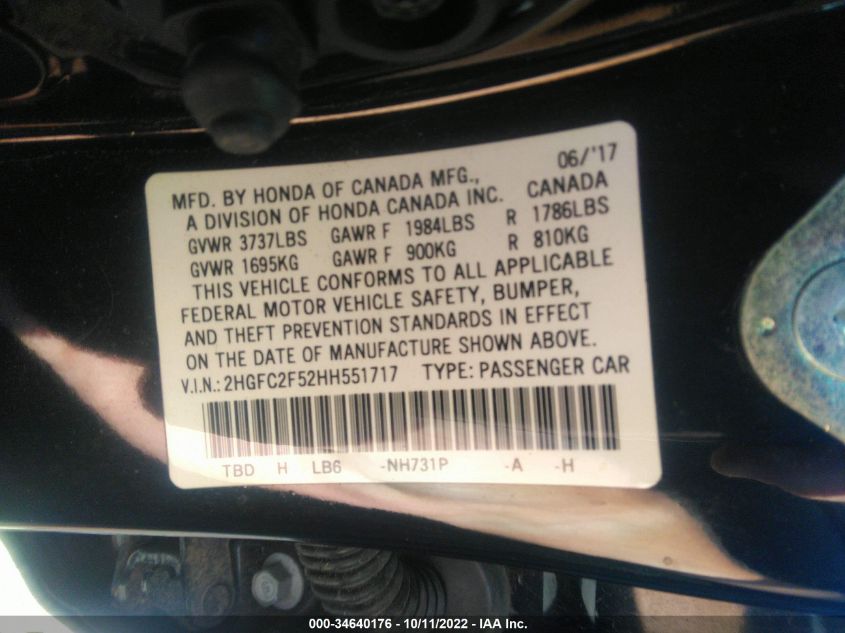 06/'17
MFD. BY HONDA OF CANADA MFG.,
A DIVISION OF HONDA CANADA INC. CANADA
GVWR 3737LBS GAWR F 1984LBS R 1786LBS
GVWR 1695KG GAWR F 900KG R 810KG
THIS VEHICLE CONFORMS TO ALL APPLICABLE
FEDERAL MOTOR VEHICLE SAFETY, BUMPER,
AND THEFT PREVENTION STANDARDS IN EFFECT
ON THE DATE OF MANUFACTURE SHOWN ABOVE.
V.I.N.: 2HGFC2F52HH551717 TYPE: PASSENGER CAR
TBD H LB6 -NH731P -A -H
000-34640176 - 10/11/2022 - IAA Inc.